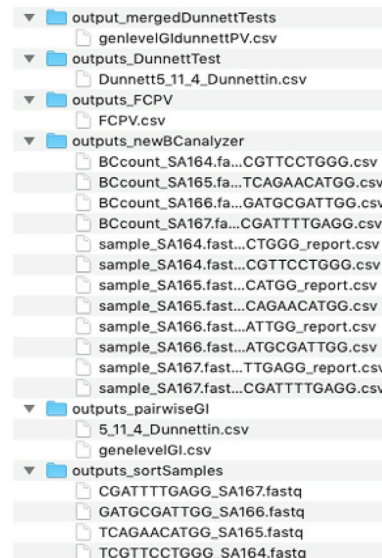 output_mergedDunnettTests
genlevelGIdunnettPV.csv
outputs_DunnettTest
Dunnett5_11_4_Dunnettin.csv
outputs_FCPV
FCPV.csv
outputs_newBCanalyzer
BCcount_SA164.fa...CGTTCCTGGG.csv
BCcount_SA165.fa...TCAGAACATGG.csv
BCcount_SA166.fa...GATGCGATTGG.csv
BCcount_SA167.fa...CGATTTTGAGG.csv
sample_SA164.fast...CTGGG_report.csv
sample_SA164.fast...CGTTCCTGGG.csv
sample_SA165.fast...CATGG_report.csv
sample_SA165.fast...CAGAACATGG.csv
sample_SA166.fast...ATTGG_report.csv
sample_SA166.fast...ATGCGATTGG.csv
sample_SA167.fast...TTGAGG_report.csv
sample_SA167.fast...CGATTTTGAGG.csv
outputs_pairwiseGI
5_11_4_Dunnettin.csv
genelevelGI.csv
outputs_sortSamples
CGATTTTGAGG_SA167.fastq
GATGCGATTGG_SA166.fastq
TCAGAACATGG_SA165.fastq
TCGTTCCTGGG_SA164.fastq